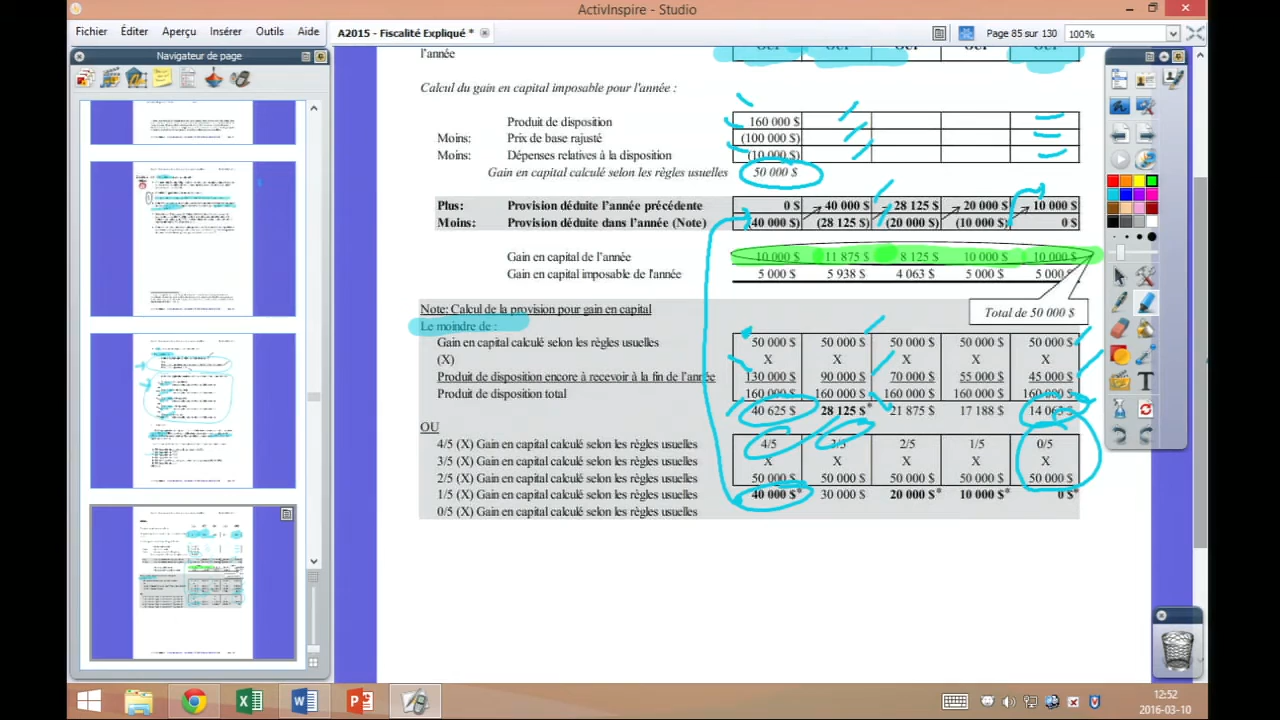 ActivInspire - Studio
Fichier Éditer Aperçu Insérer Outils Aide
A2015 - Fiscalité Expliqué *
Page 85 sur 130
100%
Navigateur de page
OUI OUI OUI OUI OUI
l'année
Calcul du gain en capital imposable pour l'année :
Produit de disposition 160 000 $
Moins: Prix de base rajusté (100 000 $)
Moins: Dépenses relatives à la disposition (10 000 $)
Gain en capital calculé selon les règles usuelles 50 000 $
Plus: Provision déduite l'année précédente 0 $ 40 000 $ 28 125 $ 20 000 $ 10 000 $
Moins: Provision déduite dans l'année (Note) (40 000 $) (28 125 $) (20 000 $) (10 000 $) (0 $)
Gain en capital de l'année 10 000 $ 11 875 $ 8 125 $ 10 000 $ 10 000 $
Gain en capital imposable de l'année 5 000 $ 5 938 $ 4 063 $ 5 000 $ 5 000 $
Note: Calcul de la provision pour gain en capital
Total de 50 000 $
Le moindre de :
Gain en capital calculé selon les règles usuelles 50 000 $ 50 000 $ 50 000 $ 50 000 $ 50 000 $
(X) X X X X
Produit de disposition encore à recevoir à la fin de l'année 130 000 $ 90 000 $ 70 000 $ 55 000 $
Produit de disposition total 160 000 $ 160 000 $ 160 000 $ 160 000 $ 160 000 $
40 625 $ 28 125 $ 21 875 $ 17 188 $ 14 063 $
OU
4/5 (X) Gain en capital calculé selon les règles usuelles 4/5 1/5
3/5 (X) Gain en capital calculé selon les règles usuelles X X X X X
2/5 (X) Gain en capital calculé selon les règles usuelles 50 000 $ 50 000 $ 50 000 $ 50 000 $ 50 000 $
1/5 (X) Gain en capital calculé selon les règles usuelles 40 000 $* 30 000 $ 20 000 $* 10 000 $* 0 $*
0/5 (X) Gain en capital calculé selon les règles usuelles
12:52
2016-03-10